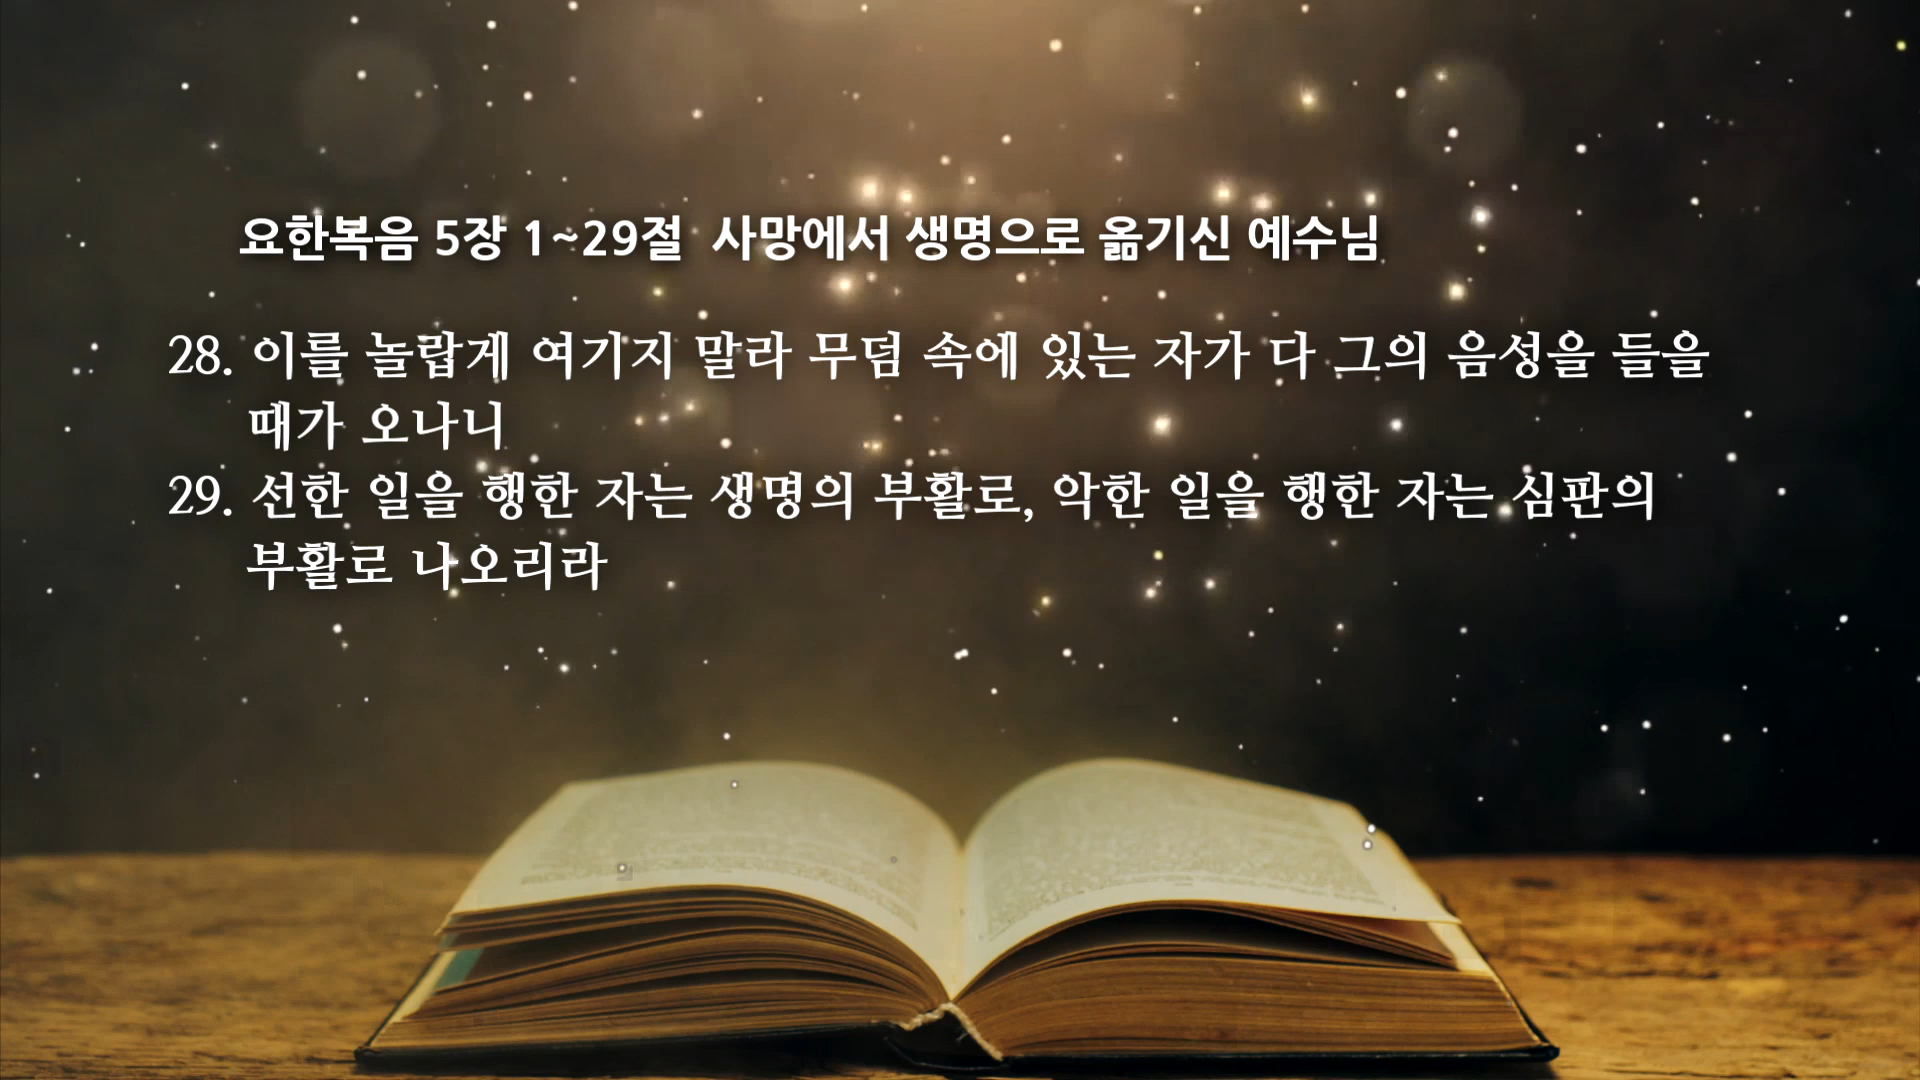 요한복음 5장 1~29절 사망에서 생명으로 옮기신 예수님
28. 이를 놀랍게 여기지 말라 무덤 속에 있는 자가 다 그의 음성을 들을
때가 오나니
29. 선한 일을 행한 자는 생명의 부활로, 악한 일을 행한 자는 심판의
부활로 나오리라